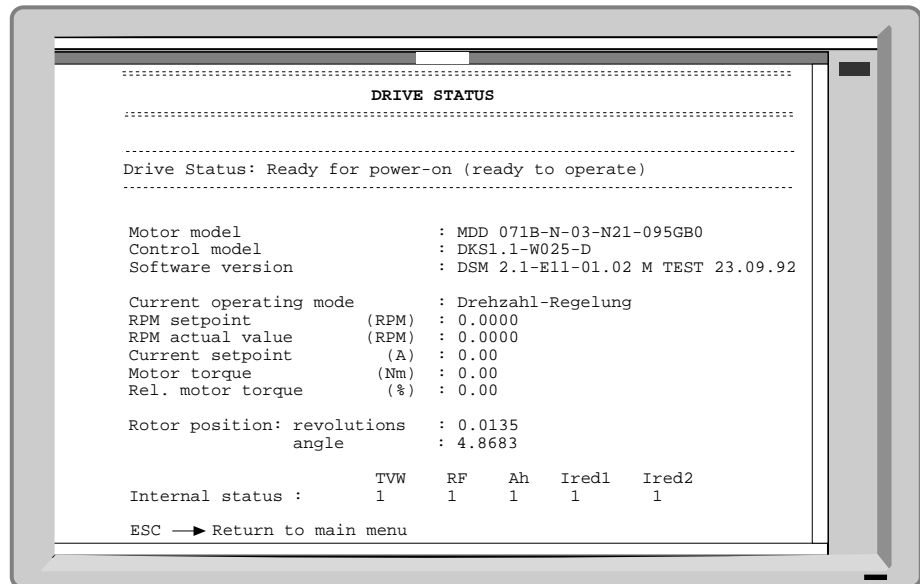 DRIVE STATUS
Drive Status: Ready for power-on (ready to operate)
Motor model : MDD 071B-N-03-N21-095GB0
Control model : DKS1.1-W025-D
Software version : DSM 2.1-E11-01.02 M TEST 23.09.92
Current operating mode : Drehzahl-Regelung
RPM setpoint (RPM) : 0.0000
RPM actual value (RPM) : 0.0000
Current setpoint (A) : 0.00
Motor torque (Nm) : 0.00
Rel. motor torque (%) : 0.00
Rotor position: revolutions : 0.0135
angle : 4.8683
TVW RF Ah Ired1 Ired2
Internal status : 1 1 1 1 1
ESC → Return to main menu